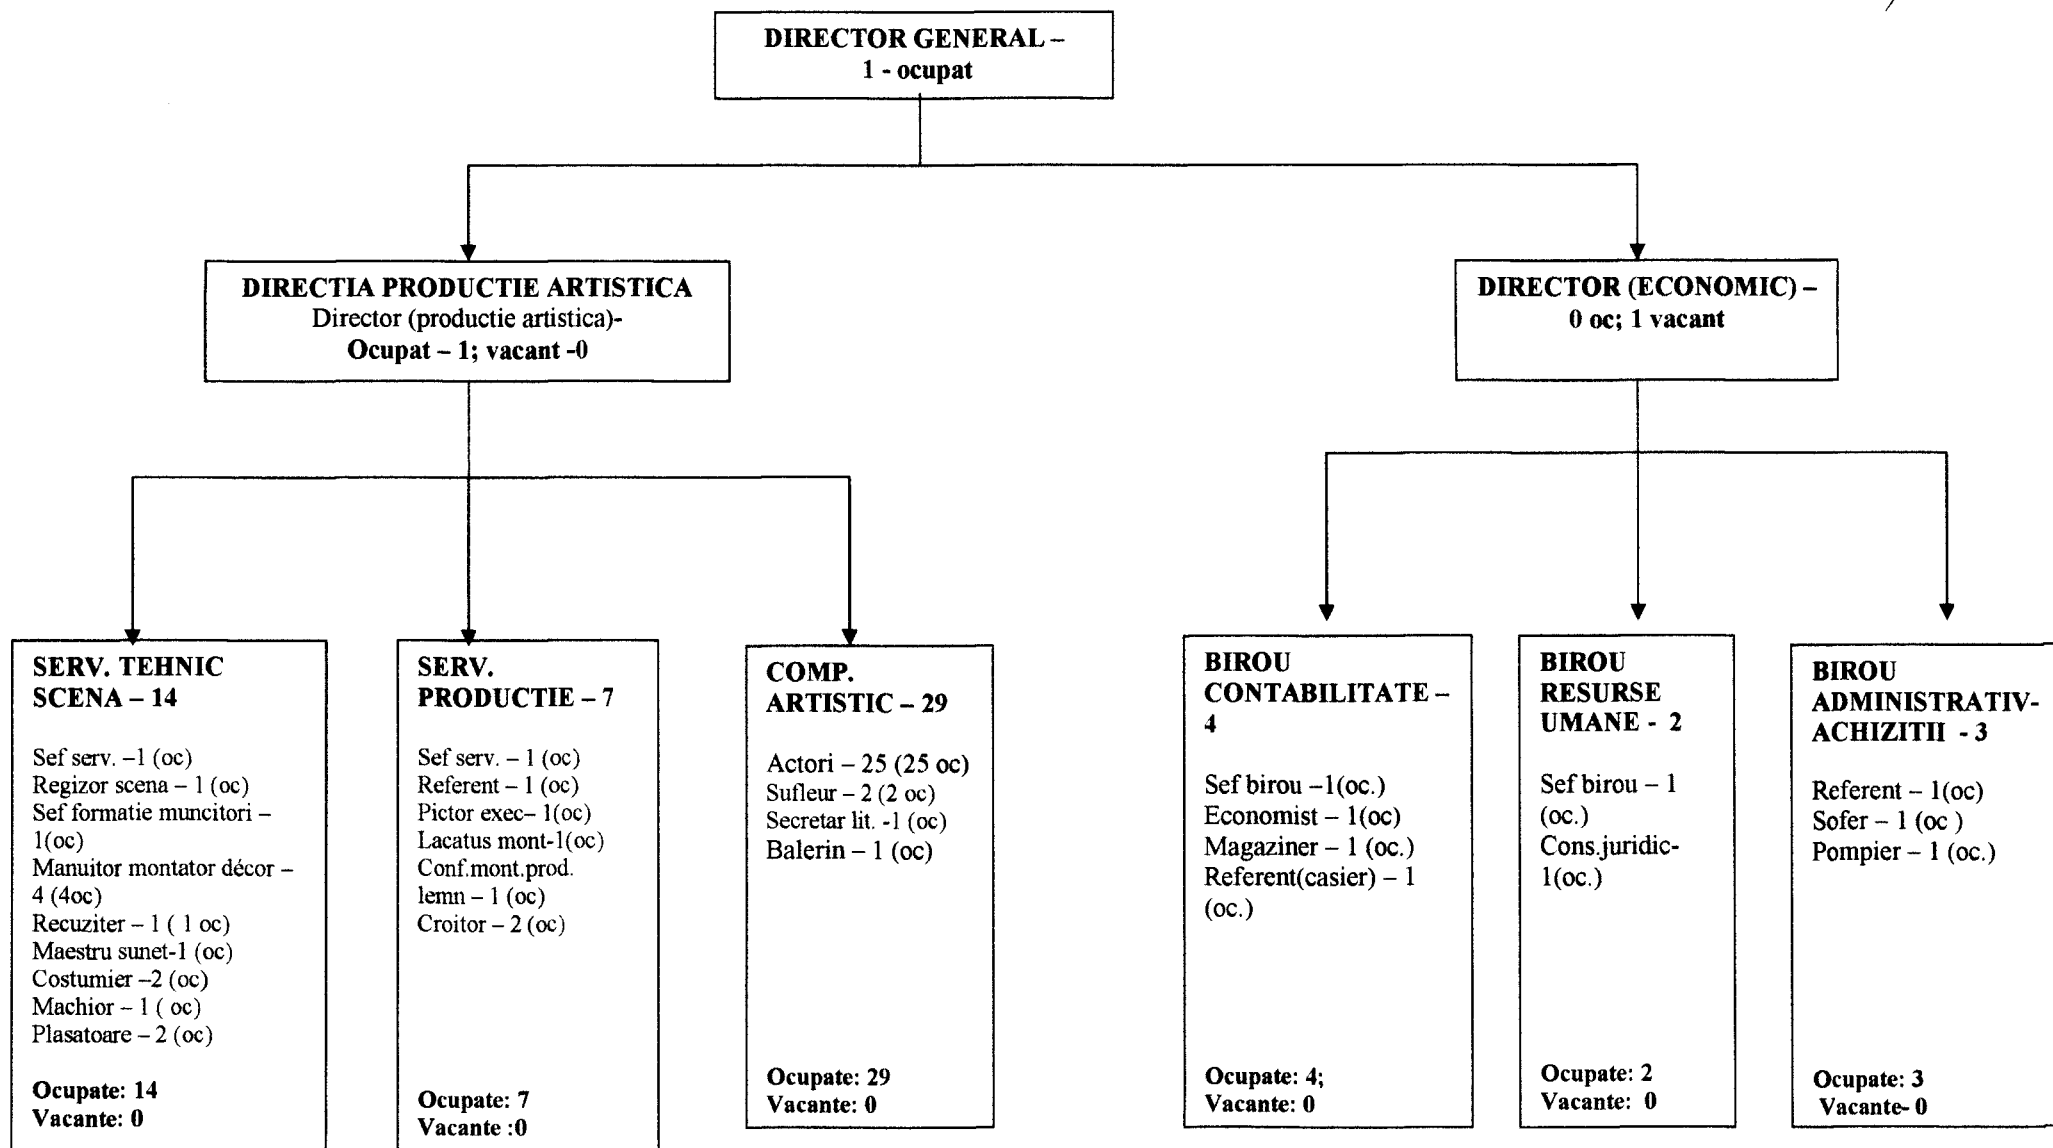 DIRECTOR GENERAL –
1 - ocupat
DIRECTIA PRODUCTIE ARTISTICA
Director (productie artistica)-
Ocupat – 1; vacant -0
DIRECTOR (ECONOMIC) –
0 oc; 1 vacant
SERV. TEHNIC
SCENA – 14
Sef serv. –1 (oc)
Regizor scena – 1 (oc)
Sef formatie muncitori –
1(oc)
Manuitor montator décor –
4 (4oc)
Recuziter – 1 ( 1 oc)
Maestru sunet-1 (oc)
Costumier –2 (oc)
Machior – 1 ( oc)
Plasatoare – 2 (oc)
Ocupate: 14
Vacante: 0
SERV.
PRODUCTIE – 7
Sef serv. – 1 (oc)
Referent – 1 (oc)
Pictor exec– 1(oc)
Lacatus mont-1(oc)
Conf.mont.prod.
lemn – 1 (oc)
Croitor – 2 (oc)
Ocupate: 7
Vacante :0
COMP.
ARTISTIC – 29
Actori – 25 (25 oc)
Sufleur – 2 (2 oc)
Secretar lit. -1 (oc)
Balerin – 1 (oc)
Ocupate: 29
Vacante: 0
BIROU
CONTABILITATE –
4
Sef birou –1(oc.)
Economist – 1(oc)
Magaziner – 1 (oc.)
Referent(casier) – 1
(oc.)
Ocupate: 4;
Vacante: 0
BIROU
RESURSE
UMANE - 2
Sef birou – 1
(oc.)
Cons.juridic-
1(oc.)
Ocupate: 2
Vacante: 0
BIROU
ADMINISTRATIV-
ACHIZITII - 3
Referent – 1(oc)
Sofer – 1 (oc )
Pompier – 1 (oc.)
Ocupate: 3
Vacante- 0